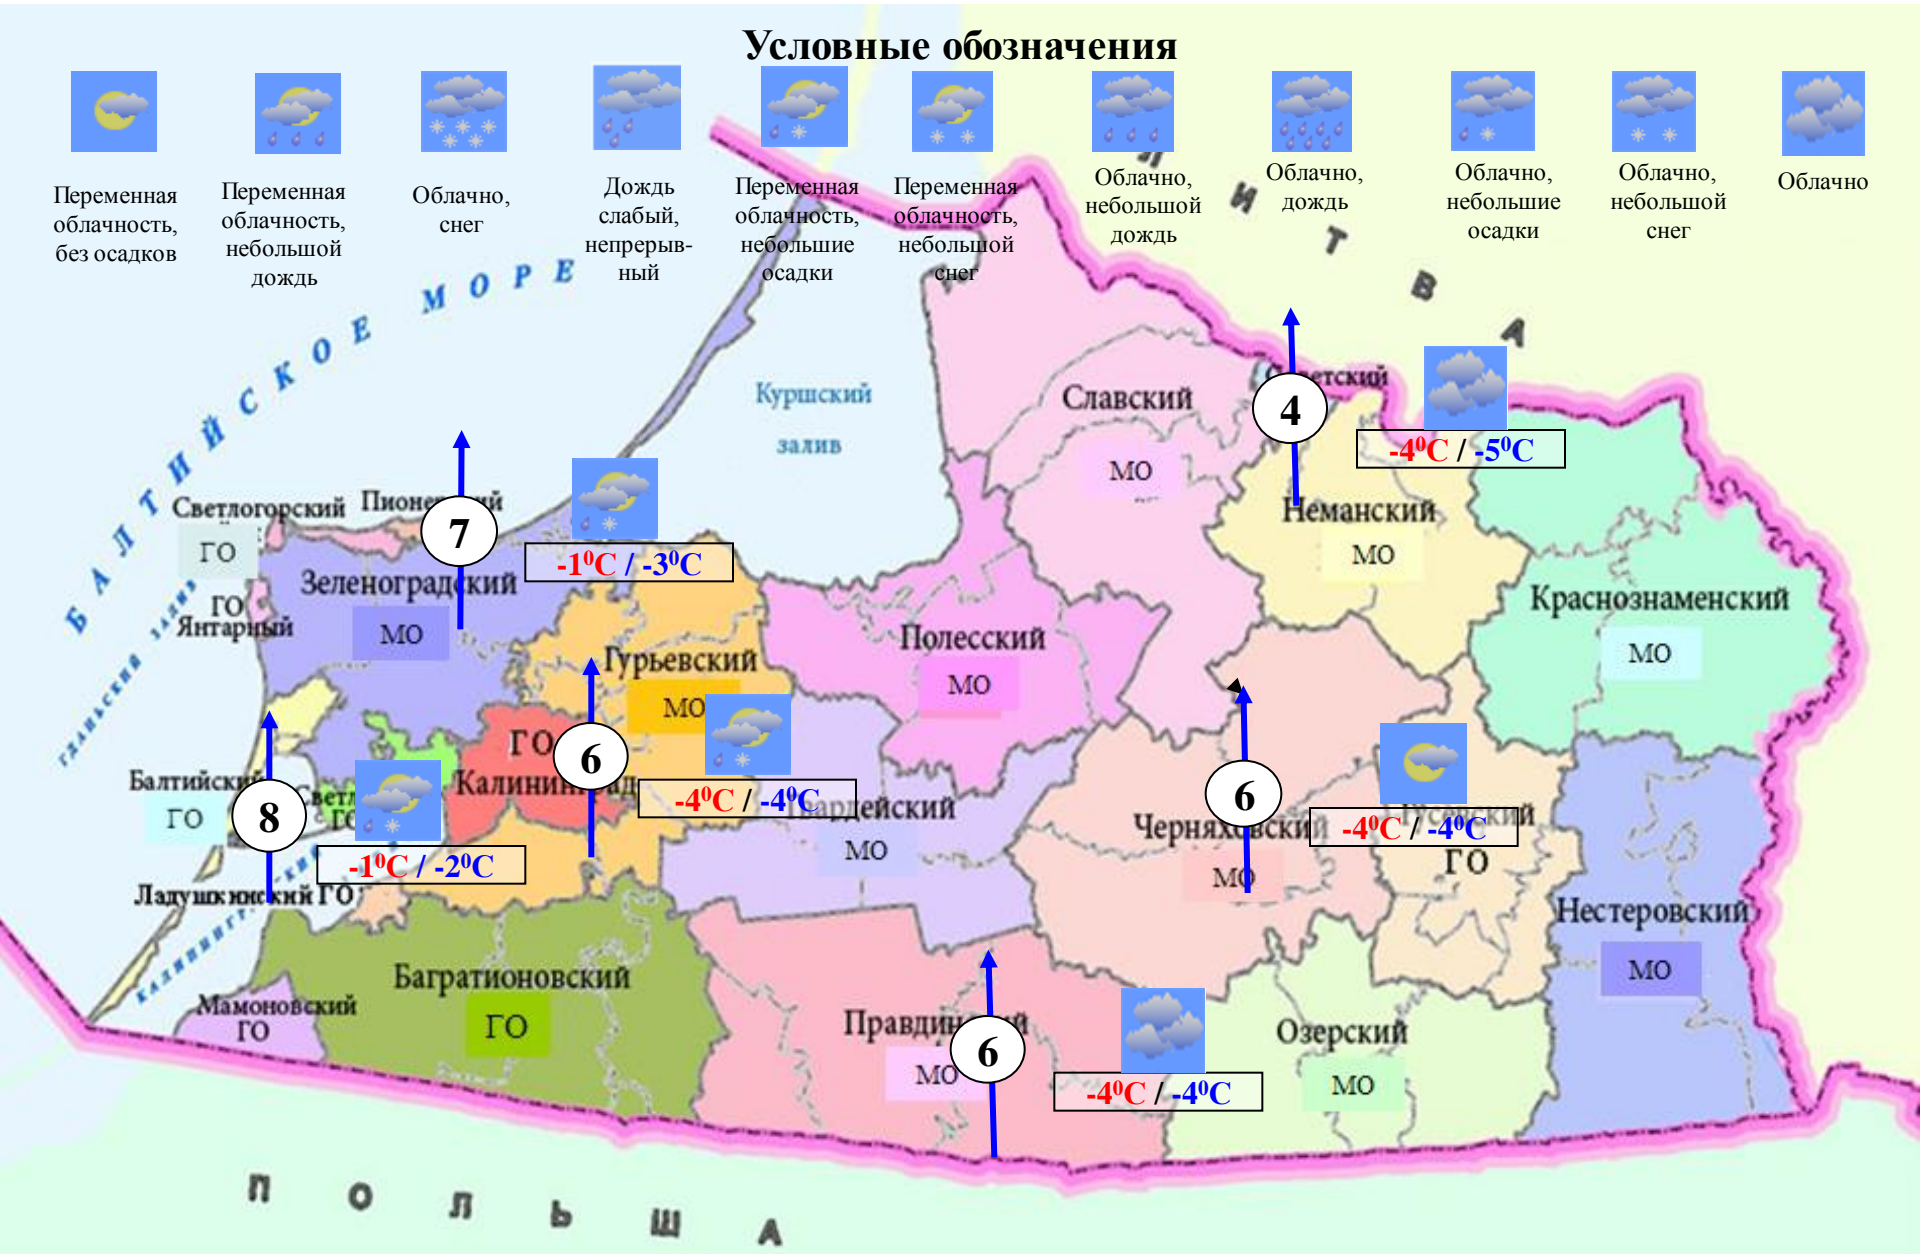 Условные обозначения
Переменная
облачность,
без осадков
Переменная
облачность,
небольшой
дождь
Облачно,
снег
Дождь
слабый,
непрерыв-
ный
Переменная
облачность,
небольшие
осадки
Переменная
облачность,
небольшой
снег
Облачно,
небольшой
дождь
Облачно,
дождь
Облачно,
небольшие
осадки
Облачно,
небольшой
снег
Облачно
ЛИТВА
БАЛТИЙСКОЕ МОРЕ
Куршский
залив
Славский
МО
4
-4⁰C / -5⁰C
Неманский
МО
Светлогорский
ГО
7
-1⁰C / -3⁰C
Зеленоградский
МО
ГО
Янтарный
Краснознаменский
МО
Полесский
МО
Гурьевский
МО
ГО
6
-4⁰C / -4⁰C
Балтийский
ГО
8
-1⁰C / -2⁰C
Ладушкинский ГО
МО
Черняховский
МО
6
-4⁰C / -4⁰C
ГО
Нестеровский
МО
Багратионовский
ГО
Мамоновский
ГО
МО
6
-4⁰C / -4⁰C
Озерский
МО
ПОЛЬША